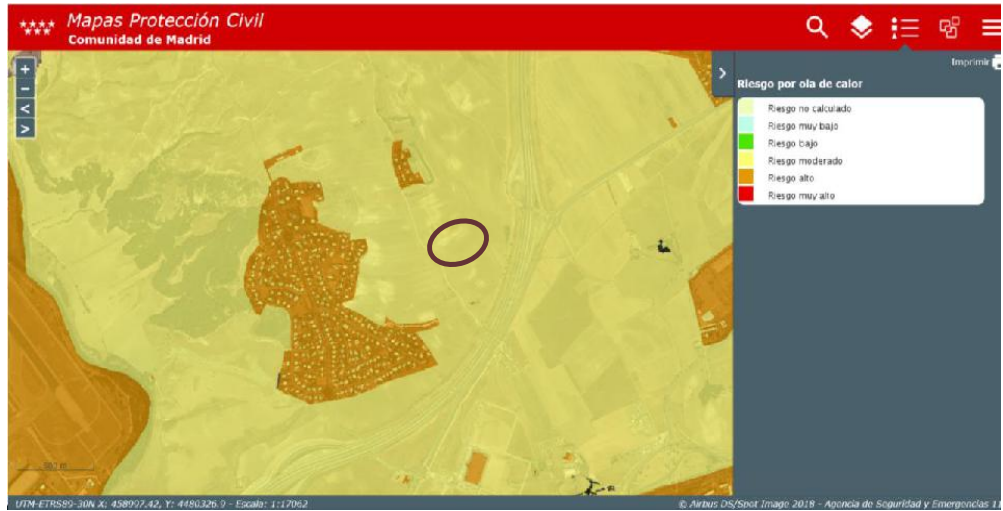 Mapas Protección Civil
Comunidad de Madrid
Imprimir
Riesgo por ola de calor
Riesgo no calculado
Riesgo muy bajo
Riesgo bajo
Riesgo moderado
Riesgo alto
Riesgo muy alto
UTM-ETRS89-30N X: 458997.42, Y: 4480326.9 - Escala: 1:17062
© Airbus DS/Spot Image 2018 - Agencia de Seguridad y Emergencias 11